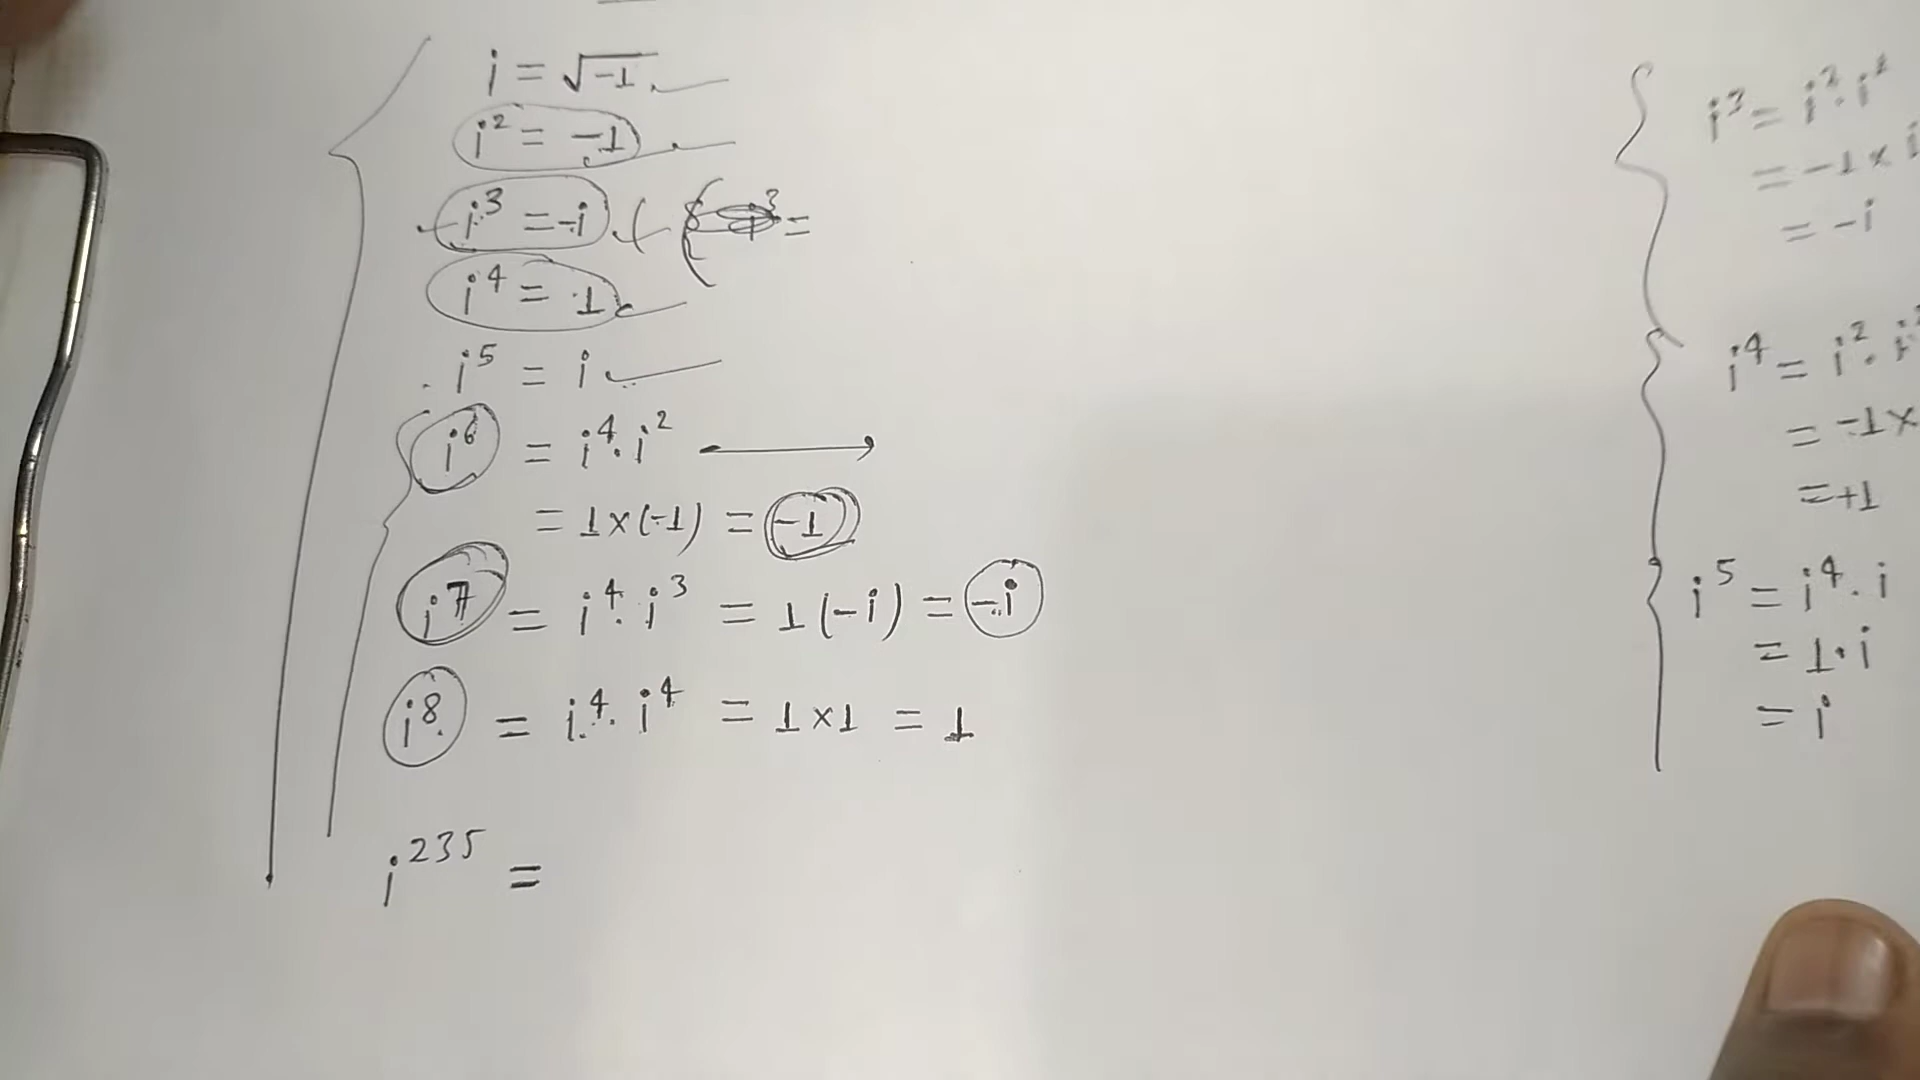 i = √-1
i² = -1
i³ = -i
i⁴ = 1
i⁵ = i
i⁶ = i⁴. i²
= 1 x (-1) = -1
i⁷ = i⁴. i³ = 1 (-i) = -i
i⁸ = i⁴. i⁴ = 1 x 1 = 1
i²³⁵ =
i³ = i². i
= -1 x i
= -i
i⁴ = i². i
= -1 x
= +1
i⁵ = i⁴. i
= 1. i
= i